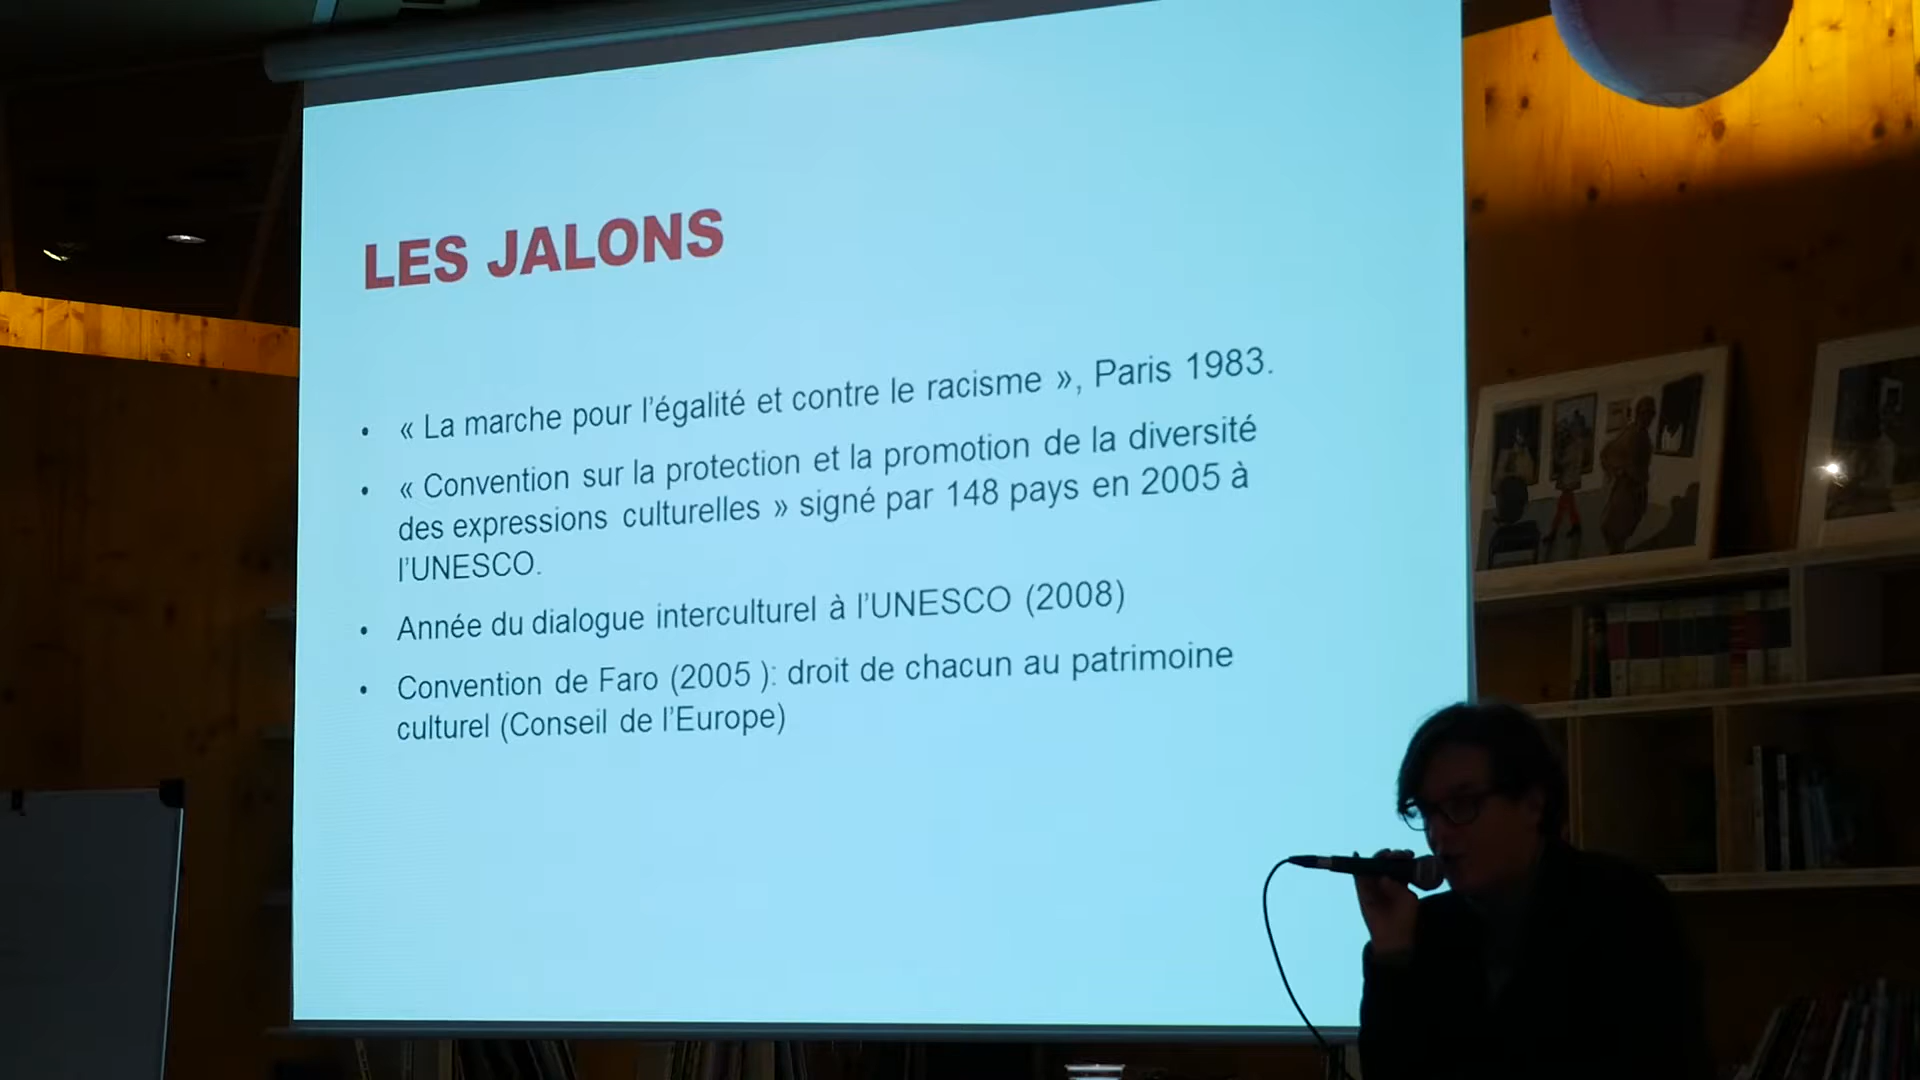 LES JALONS
• « La marche pour l'égalité et contre le racisme », Paris 1983.
• « Convention sur la protection et la promotion de la diversité
des expressions culturelles » signé par 148 pays en 2005 à
l'UNESCO.
• Année du dialogue interculturel à l'UNESCO (2008)
• Convention de Faro (2005 ): droit de chacun au patrimoine
culturel (Conseil de l'Europe)